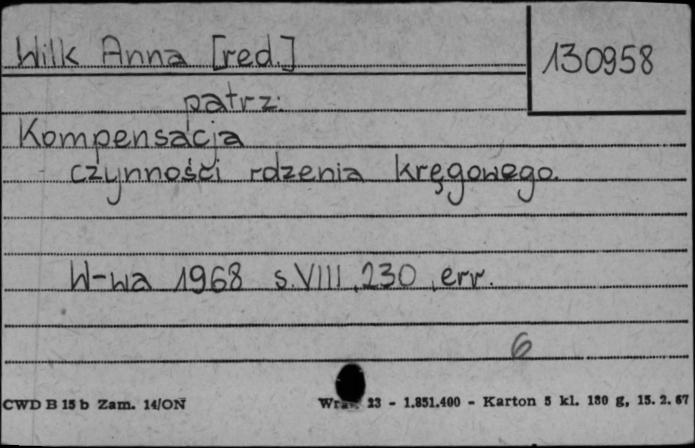 Wilk Anna [red.]
130958
patrz:
Kompensacja
czynności rdzenia kręgowego.
W-wa 1968 s.VIII, 230, err.
6
CWD B 15 b Zam. 14/ON 23 - 1.851.400 - Karton 5 kl. 180 g, 15. 2. 67